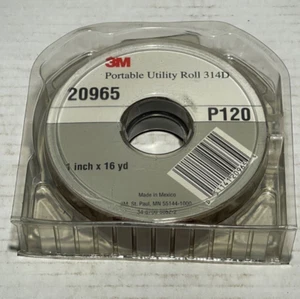 3M
Portable Utility Roll 314D
20965
P120
1 inch x 16 yd
Made in Mexico
3M, St. Paul, MN 55144-1000